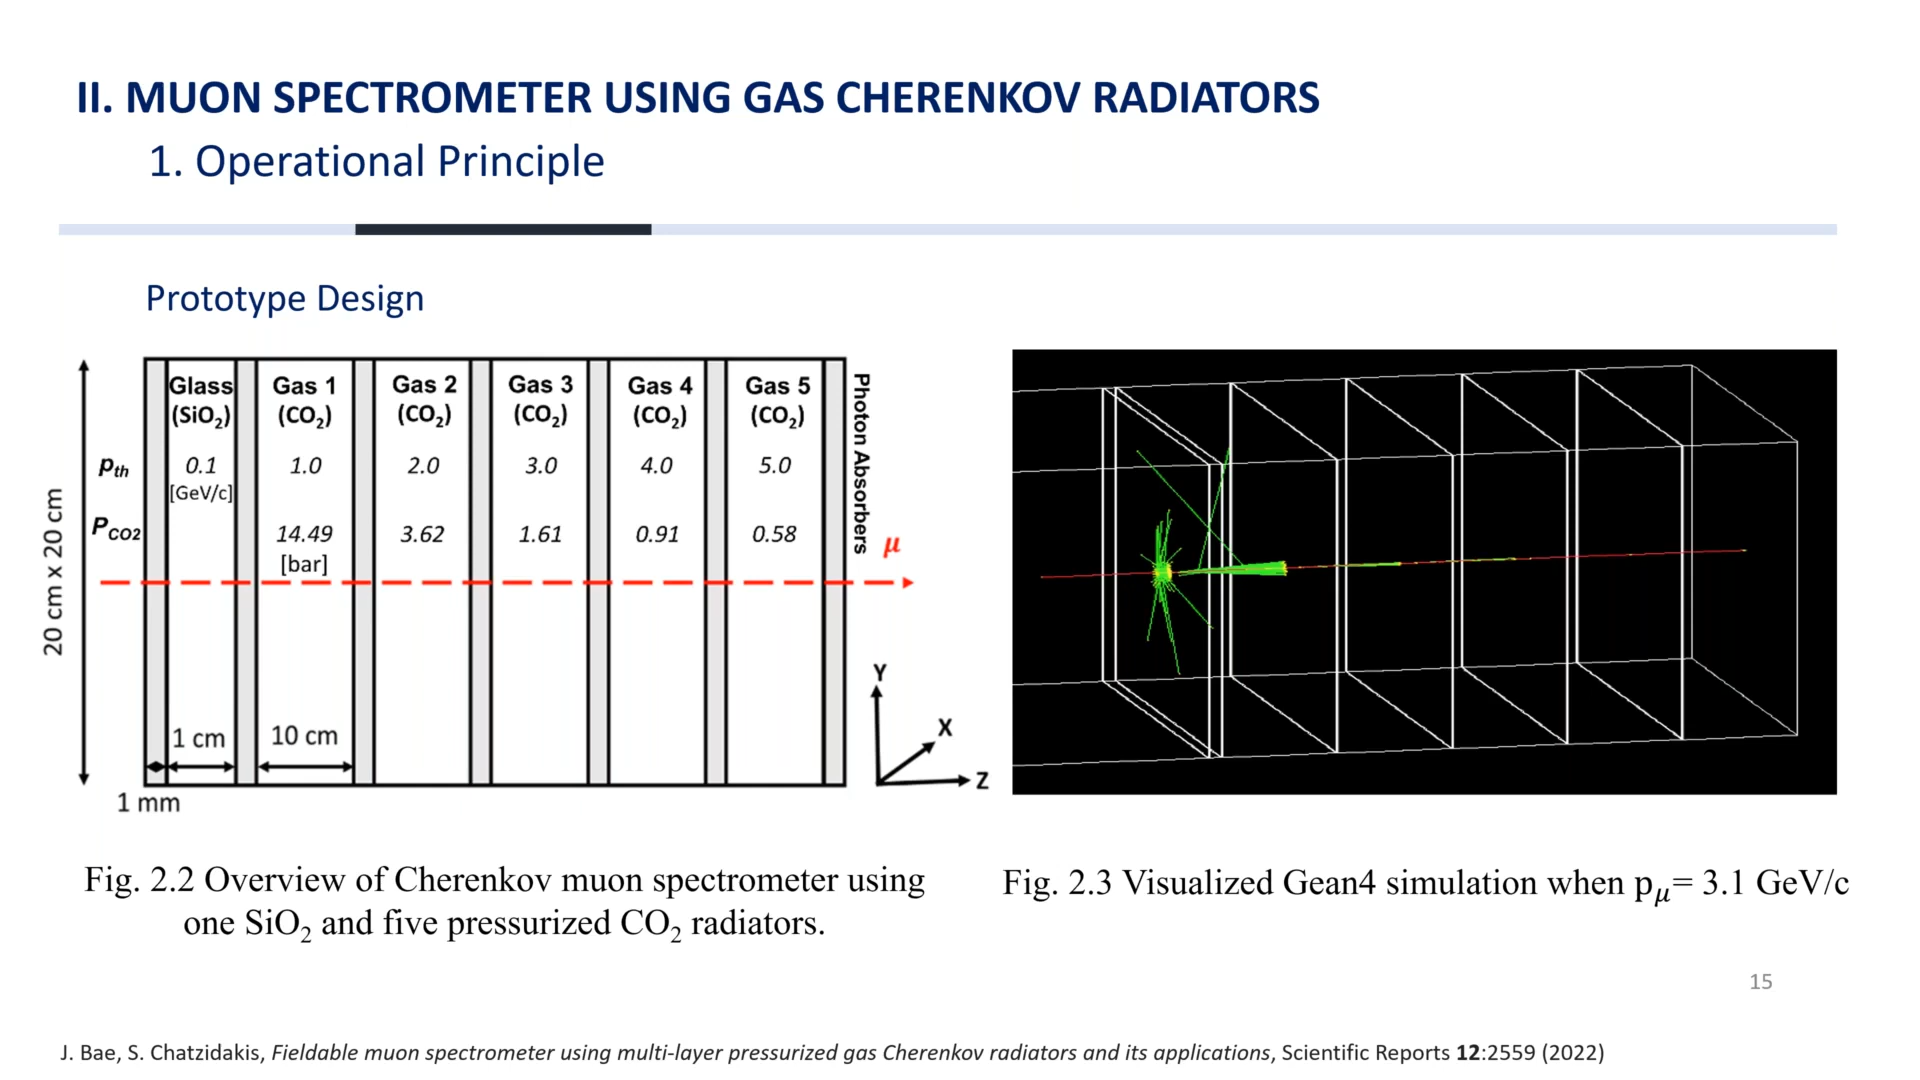 II. MUON SPECTROMETER USING GAS CHERENKOV RADIATORS
1. Operational Principle
Prototype Design
Glass Gas 1 Gas 2 Gas 3 Gas 4 Gas 5
(SiO₂) (CO₂) (CO₂) (CO₂) (CO₂) (CO₂)
pth 0.1 1.0 2.0 3.0 4.0 5.0
[GeV/c]
PCO2 14.49 3.62 1.61 0.91 0.58
[bar]
Photon Absorbers
μ
20 cm x 20 cm
1 cm 10 cm
1 mm
Y
X
Z
Fig. 2.2 Overview of Cherenkov muon spectrometer using
one SiO₂ and five pressurized CO₂ radiators.
Fig. 2.3 Visualized Gean4 simulation when pμ= 3.1 GeV/c
15
J. Bae, S. Chatzidakis, Fieldable muon spectrometer using multi-layer pressurized gas Cherenkov radiators and its applications, Scientific Reports 12:2559 (2022)